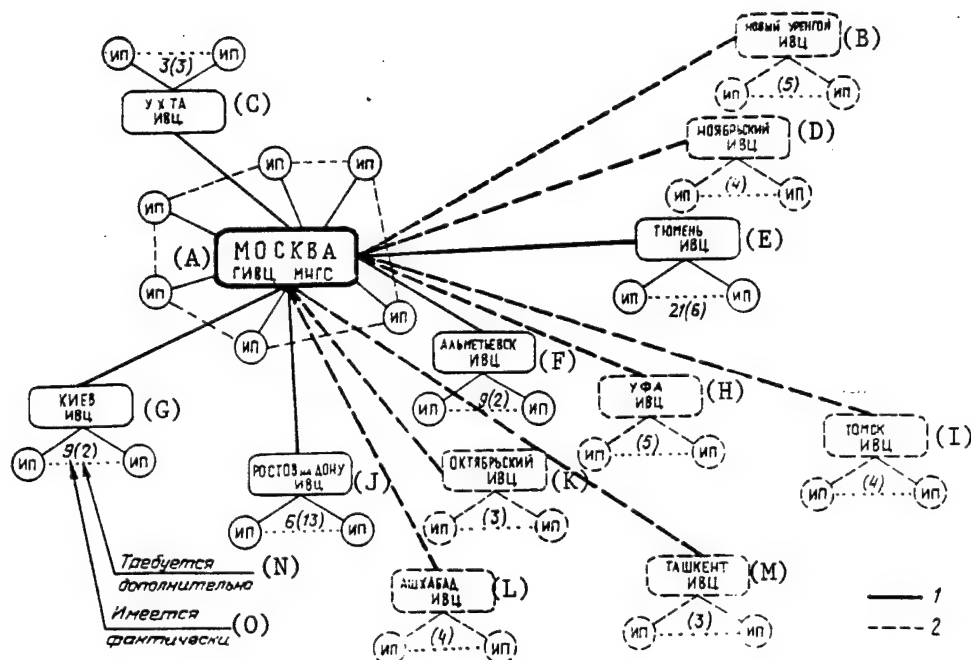 НОВЫЙ УРЕНГОЙ
ИВЦ
(B)
ИП
3(3)
ИП
УХТА
ИВЦ
(C)
ИП
(5)
ИП
НОЯБРЬСКИЙ
ИВЦ
(D)
ИП
(4)
ИП
ИП
ИП
ИП
ИП
ИП
ИП
ИП
(A)
МОСКВА
ГИВЦ МНГС
ТЮМЕНЬ
ИВЦ
(E)
ИП
21(6)
ИП
АЛЬМЕТЬЕВСК
ИВЦ
(F)
ИП
9(2)
ИП
КИЕВ
ИВЦ
(G)
ИП
9(2)
ИП
УФА
ИВЦ
(H)
ИП
(5)
ИП
ТОМСК
ИВЦ
(I)
ИП
(4)
ИП
РОСТОВ на ДОНУ
ИВЦ
(J)
ИП
6(13)
ИП
ОКТЯБРЬСКИЙ
ИВЦ
(K)
ИП
(3)
ИП
Требуется
дополнительна
(N)
Имеется
фактически
(O)
АШХАБАД
ИВЦ
(L)
ИП
(4)
ИП
ТАШКЕНТ
ИВЦ
(M)
ИП
(3)
ИП
1
2